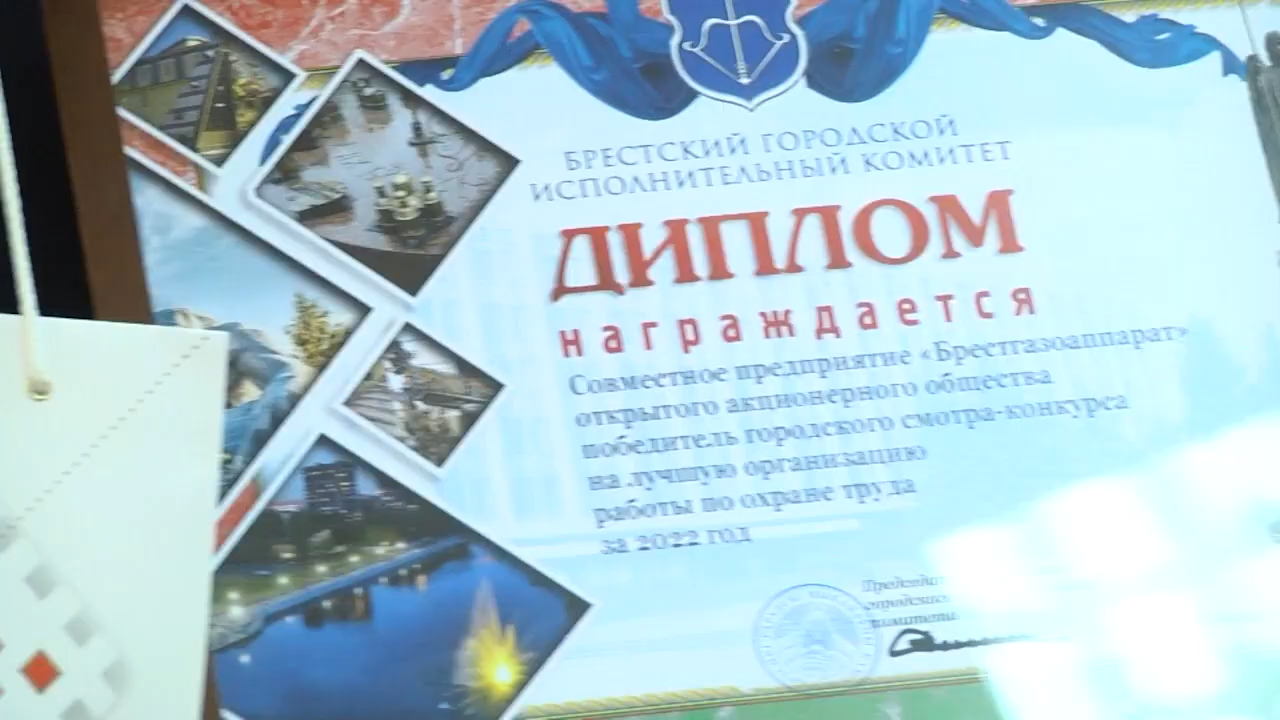 БРЕСТСКИЙ ГОРОДСКОЙ
ИСПОЛНИТЕЛЬНЫЙ КОМИТЕТ
ДИПЛОМ
награждается
Совместное предприятие «Брестгазоаппарат»
открытого акционерного общества
победитель городского смотра-конкурса
на лучшую организацию
работы по охране труда
за 2022 год